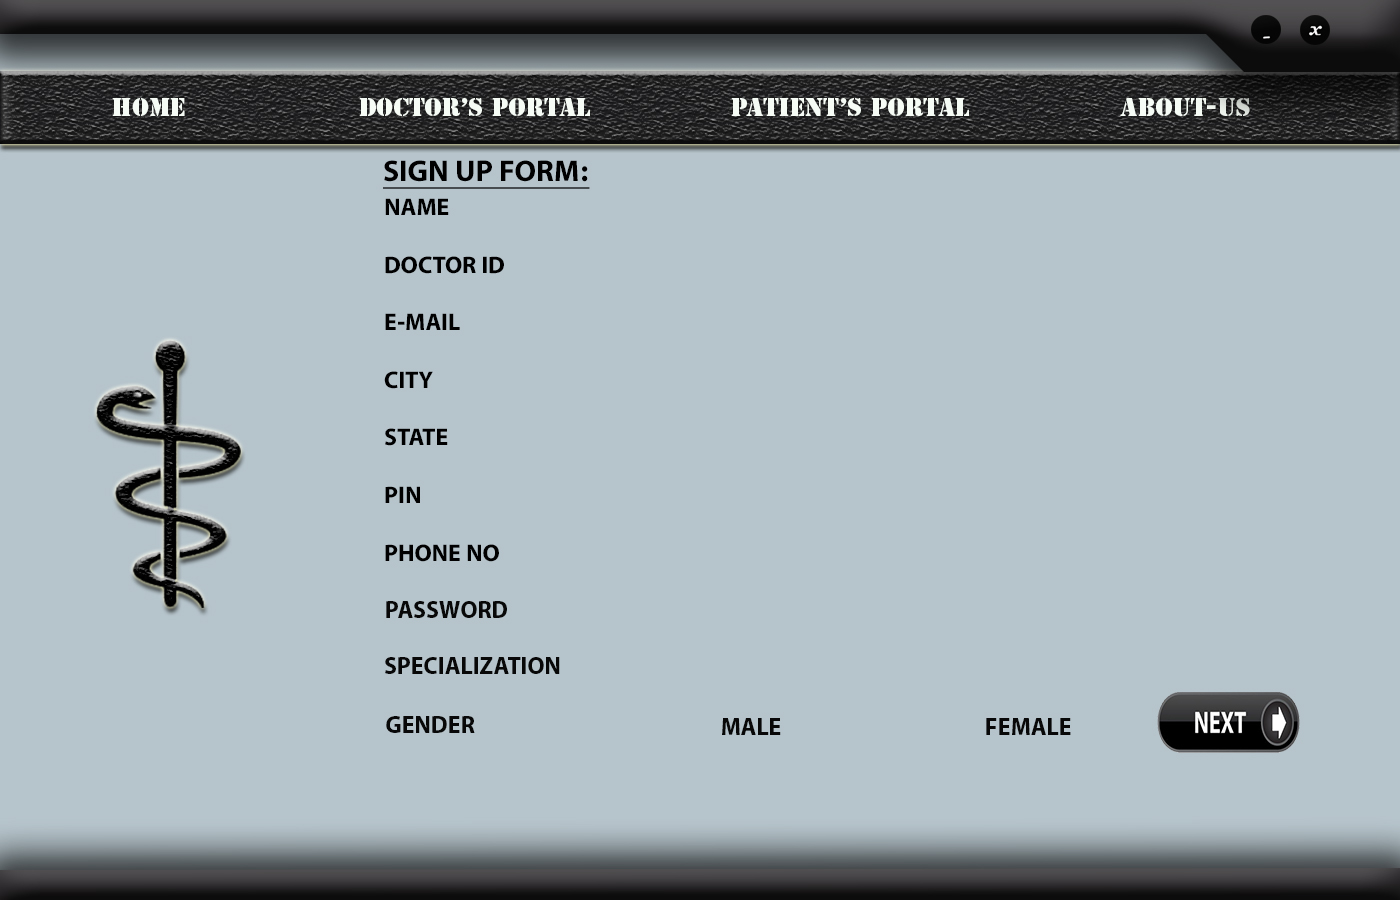 _ x
HOME DOCTOR'S PORTAL PATIENT'S PORTAL ABOUT-US
SIGN UP FORM:
NAME
DOCTOR ID
E-MAIL
CITY
STATE
PIN
PHONE NO
PASSWORD
SPECIALIZATION
GENDER MALE FEMALE NEXT